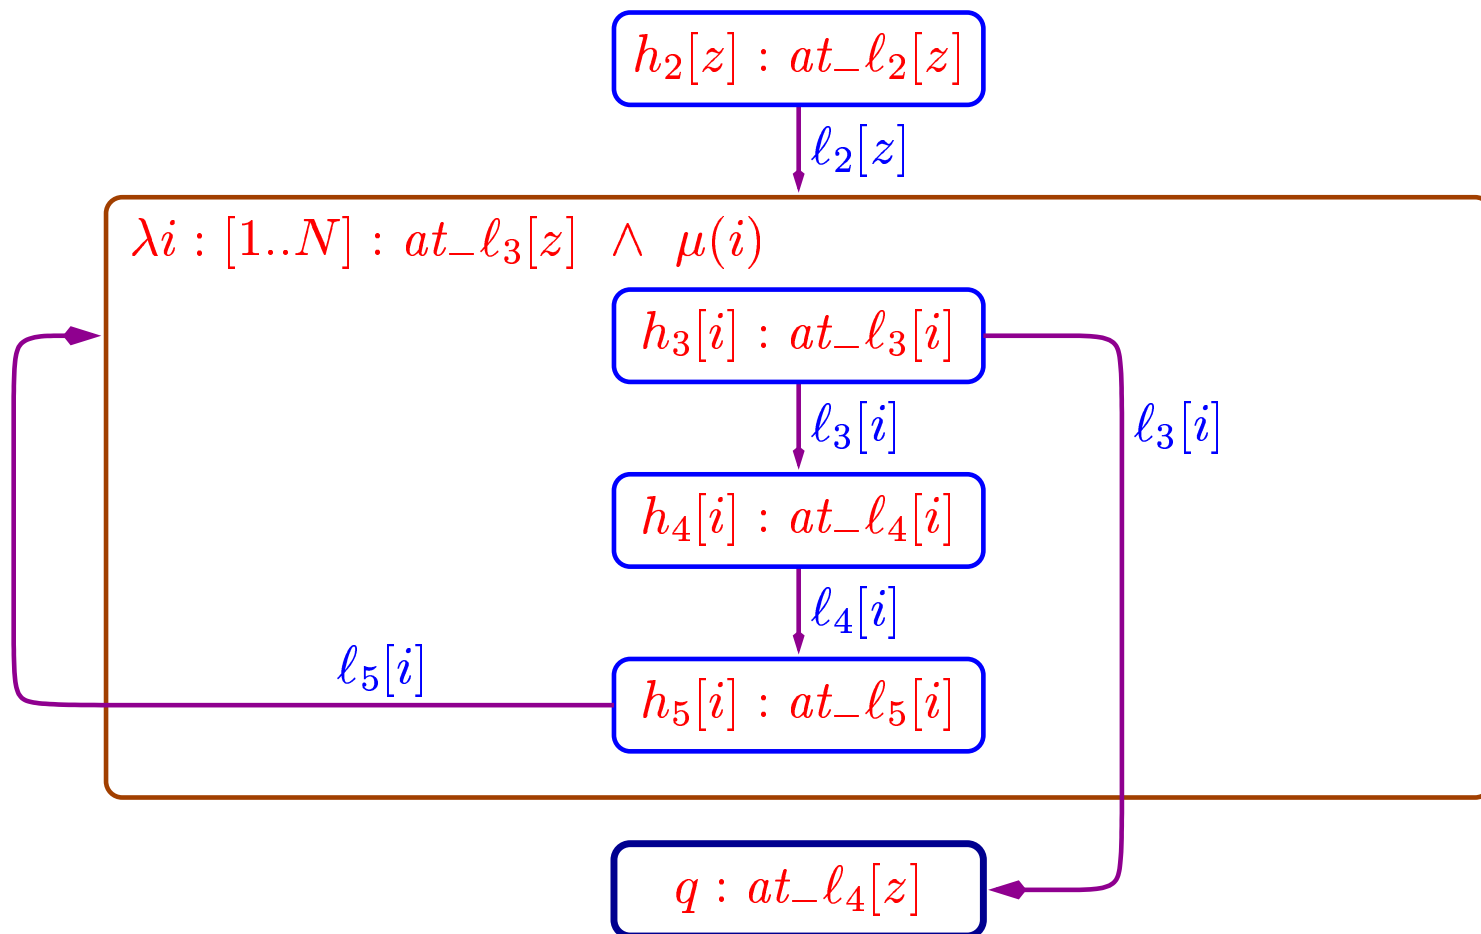 h₂[z] : at_ℓ₂[z]
ℓ₂[z]
λi : [1..N] : at_ℓ₃[z] ∧ μ(i)
h₃[i] : at_ℓ₃[i]
ℓ₃[i]
ℓ₃[i]
h₄[i] : at_ℓ₄[i]
ℓ₄[i]
ℓ₅[i]
h₅[i] : at_ℓ₅[i]
q : at_ℓ₄[z]